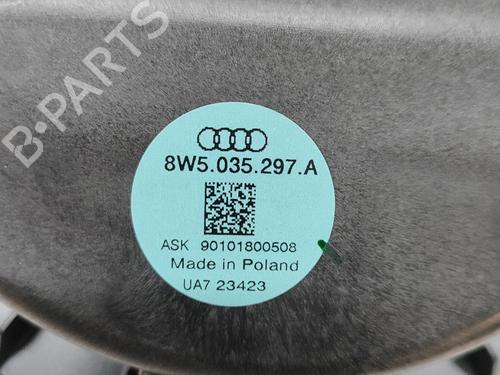 B-PARTS
8W5.035.297.A
ASK 90101800508
Made in Poland
UA7 23423